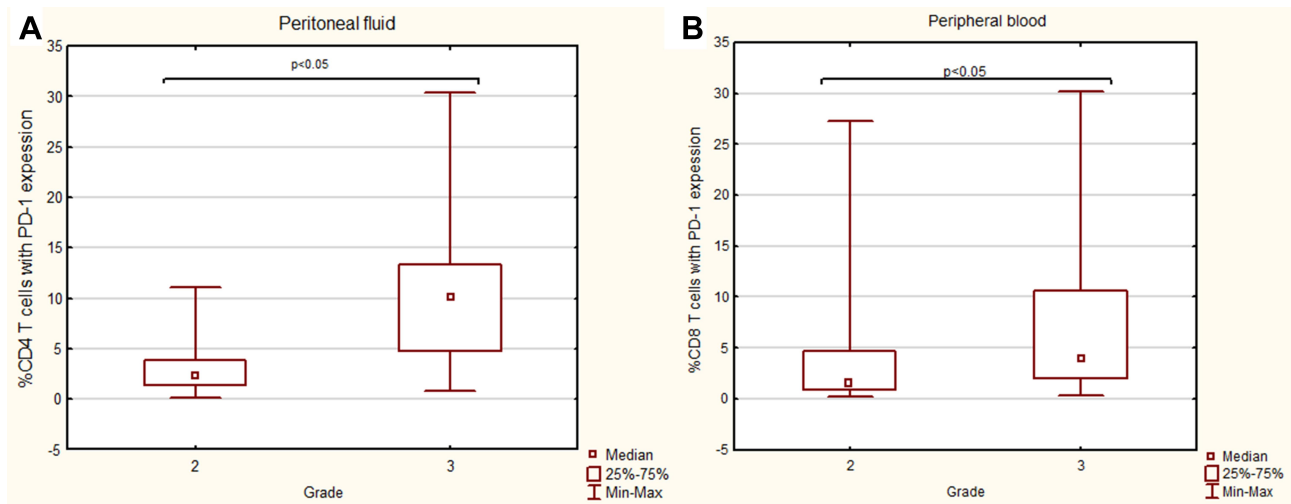 A
Peritoneal fluid
%CD4 T cells with PD-1 expession
35
30
25
20
15
10
5
0
-5
p<0.05
2
3
Grade
Median
25%-75%
Min-Max
B
Peripheral blood
%CD8 T cells with PD-1 expession
35
30
25
20
15
10
5
0
-5
p<0.05
2
3
Grade
Median
25%-75%
Min-Max